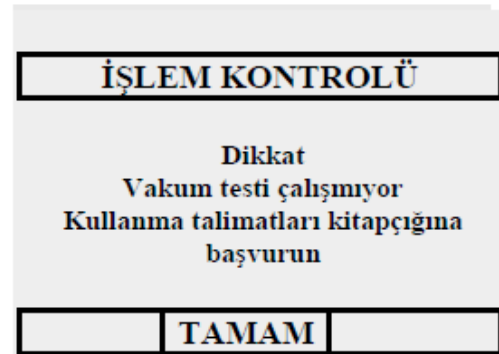 İŞLEM KONTROLÜ
Dikkat
Vakum testi çalışmıyor
Kullanma talimatları kitapçığına
başvurun
TAMAM